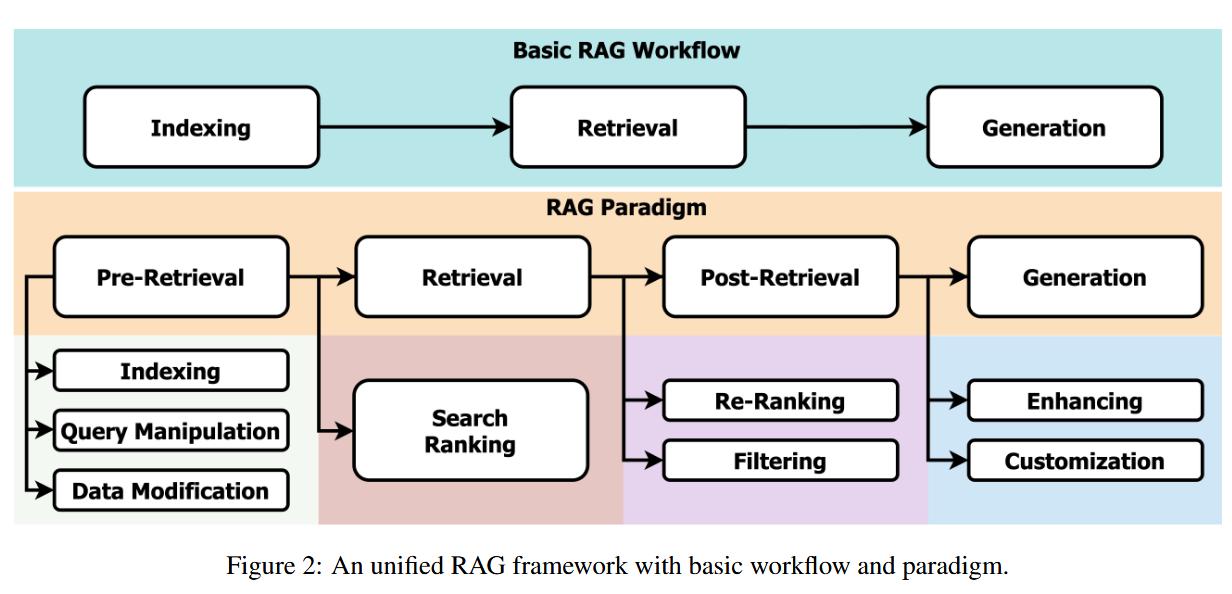 Basic RAG Workflow
Indexing
Retrieval
Generation
RAG Paradigm
Pre-Retrieval
Retrieval
Post-Retrieval
Generation
Indexing
Query Manipulation
Data Modification
Search
Ranking
Re-Ranking
Filtering
Enhancing
Customization
Figure 2: An unified RAG framework with basic workflow and paradigm.